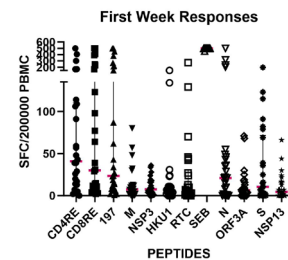 First Week Responses
SFC/200000 PBMC
600
500
400
300
200
100
50
0
CD4RE
CD8RE
197
M
NSP3
HKU1
RTC
SEB
N
ORF3A
S
NSP13
PEPTIDES